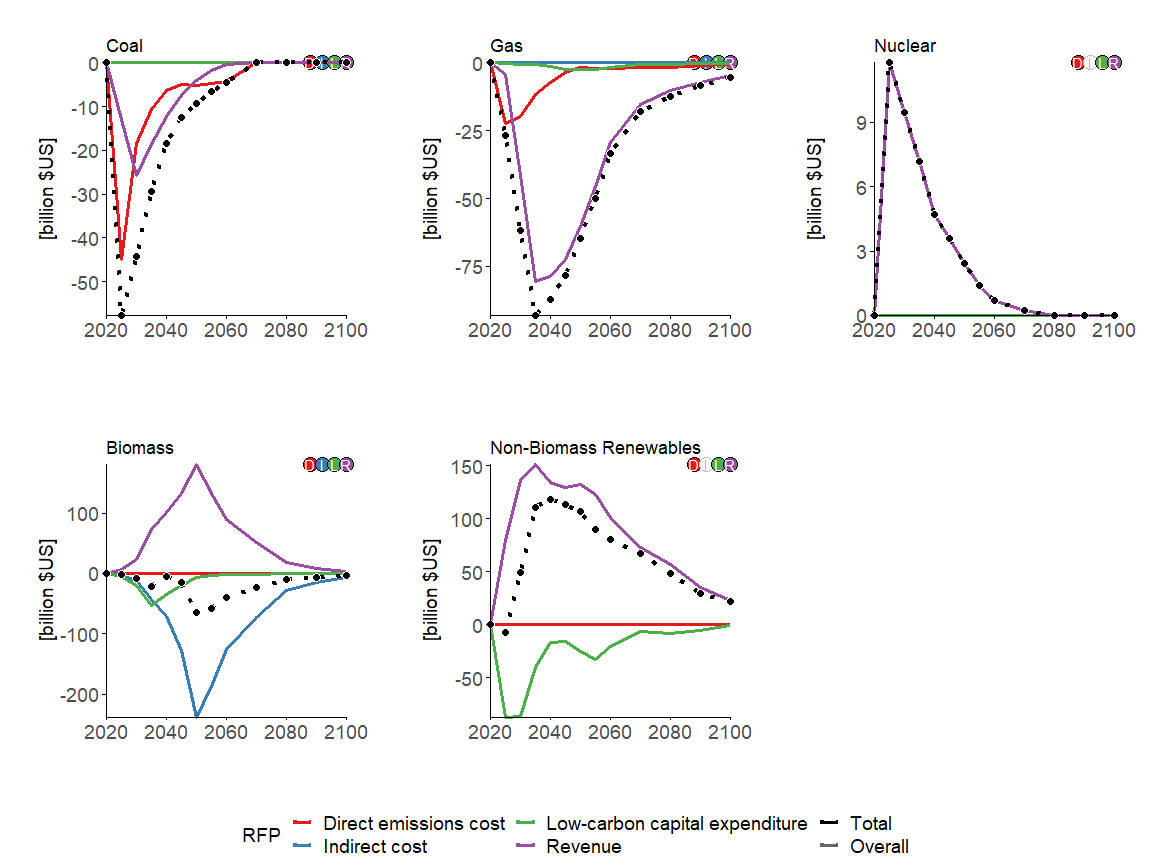 Coal
Gas
Nuclear
D I L R
D I L R
D I L R
[billion $US]
0
-10
-20
-30
-40
-50
2020 2040 2060 2080 2100
[billion $US]
0
-25
-50
-75
2020 2040 2060 2080 2100
[billion $US]
9
6
3
0
2020 2040 2060 2080 2100
Biomass
Non-Biomass Renewables
D I L R
D I L R
[billion $US]
100
0
-100
-200
2020 2040 2060 2080 2100
[billion $US]
150
100
50
0
-50
2020 2040 2060 2080 2100
RFP
Direct emissions cost
Low-carbon capital expenditure
Total
Indirect cost
Revenue
Overall